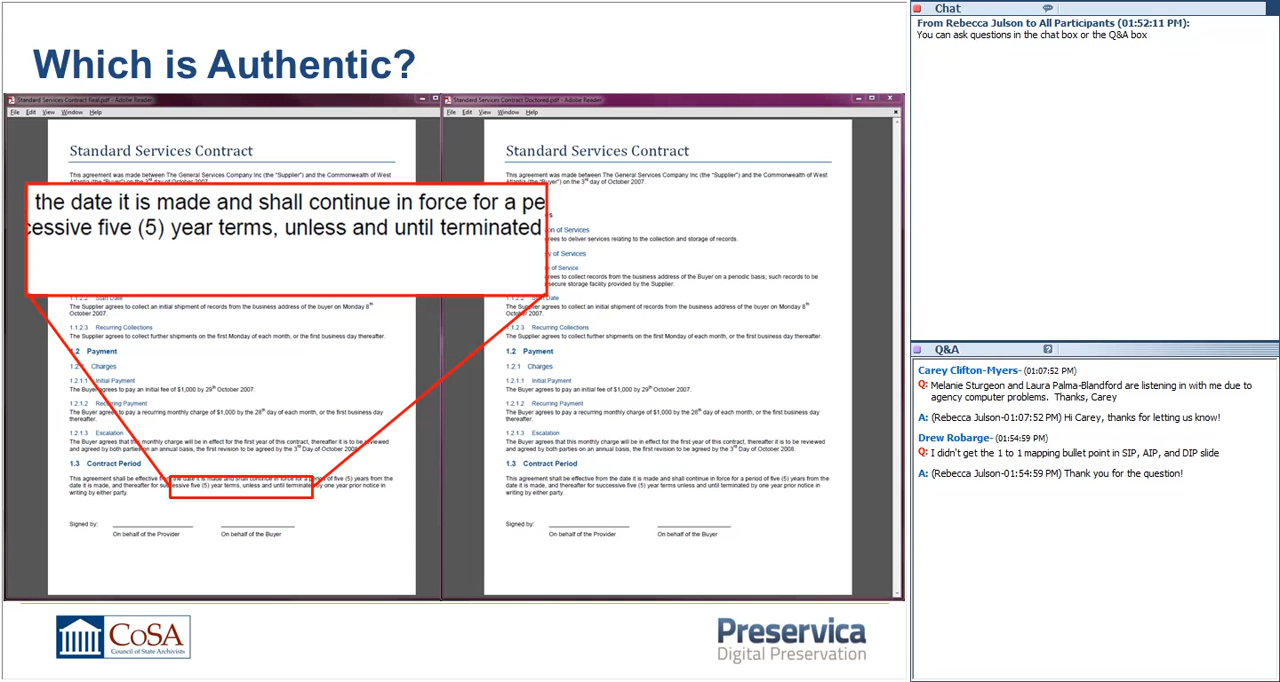 Which is Authentic?
Standard Services Contract Real.pdf - Adobe Reader
File Edit View Window Help
Standard Services Contract
This agreement was made between The General Services Company Inc (the "Supplier") and the Commonwealth of West
Atlantia (the "Buyer") on the 3rd day of October 2007.
the date it is made and shall continue in force for a pe
cessive five (5) year terms, unless and until terminated
1.1.2.2 Start Date
The Supplier agrees to collect an initial shipment of records from the business address of the buyer on Monday 8th
October 2007.
1.1.2.3 Recurring Collections
The Supplier agrees to collect further shipments on the first Monday of each month, or the first business day thereafter.
1.2 Payment
1.2.1 Charges
1.2.1.1 Initial Payment
The Buyer agrees to pay an initial fee of $1,000 by 29th October 2007.
1.2.1.2 Recurring Payment
The Buyer agrees to pay a recurring monthly charge of $1,000 by the 28th day of each month, or the first business day
thereafter.
1.2.1.3 Escalation
The Buyer agrees that this monthly charge will be in effect for the first year of this contract, thereafter it is to be reviewed
and agreed by both parties on an annual basis, the first revision to be agreed by the 3rd of October 2008.
1.3 Contract Period
This agreement shall be effective from the date it is made and shall continue in force for a period of five (5) years from the
date it is made, and thereafter for successive five (5) year terms, unless and until terminated by one year prior notice in
writing by either party.
Signed by:
On behalf of the Provider On behalf of the Buyer
Standard Services Contract Doctored.pdf - Adobe Reader
File Edit View Window Help
Standard Services Contract
This agreement was made between The General Services Company Inc (the "Supplier") and the Commonwealth of West
Atlantia (the "Buyer") on the 3rd day of October 2007.
s
on of Services
grees to deliver services relating to the collection and storage of records.
y of Services
e of Service
grees to collect records from the business address of the Buyer on a periodic basis; such records to be
secure storage facility provided by the Supplier.
1.1.2.2 Start Date
The Supplier agrees to collect an initial shipment of records from the business address of the buyer on Monday 8th
October 2007.
1.1.2.3 Recurring Collections
The Supplier agrees to collect further shipments on the first Monday of each month, or the first business day thereafter.
1.2 Payment
1.2.1 Charges
1.2.1.1 Initial Payment
The Buyer agrees to pay an initial fee of $1,000 by 29th October 2007.
1.2.1.2 Recurring Payment
The Buyer agrees to pay a recurring monthly charge of $1,000 by the 28th day of each month, or the first business day
thereafter.
1.2.1.3 Escalation
The Buyer agrees that this monthly charge will be in effect for the first year of this contract, thereafter it is to be reviewed
and agreed by both parties on an annual basis, the first revision to be agreed by the 3rd of October 2008.
1.3 Contract Period
This agreement shall be effective from the date it is made and shall continue in force for a period of five (5) years from the
date it is made, and thereafter for successive five (5) year terms unless and until terminated by one year prior notice in
writing by either party.
Signed by:
On behalf of the Provider On behalf of the Buyer
CoSA
Council of State Archivists
Preservica
Digital Preservation
Chat
From Rebecca Julson to All Participants (01:52:11 PM):
You can ask questions in the chat box or the Q&A box
Q&A
Carey Clifton-Myers- (01:07:52 PM)
Q: Melanie Sturgeon and Laura Palma-Blandford are listening in with me due to
agency computer problems. Thanks, Carey
A: (Rebecca Julson-01:07:52 PM) Hi Carey, thanks for letting us know!
Drew Robarge- (01:54:59 PM)
Q: I didn't get the 1 to 1 mapping bullet point in SIP, AIP, and DIP slide
A: (Rebecca Julson-01:54:59 PM) Thank you for the question!